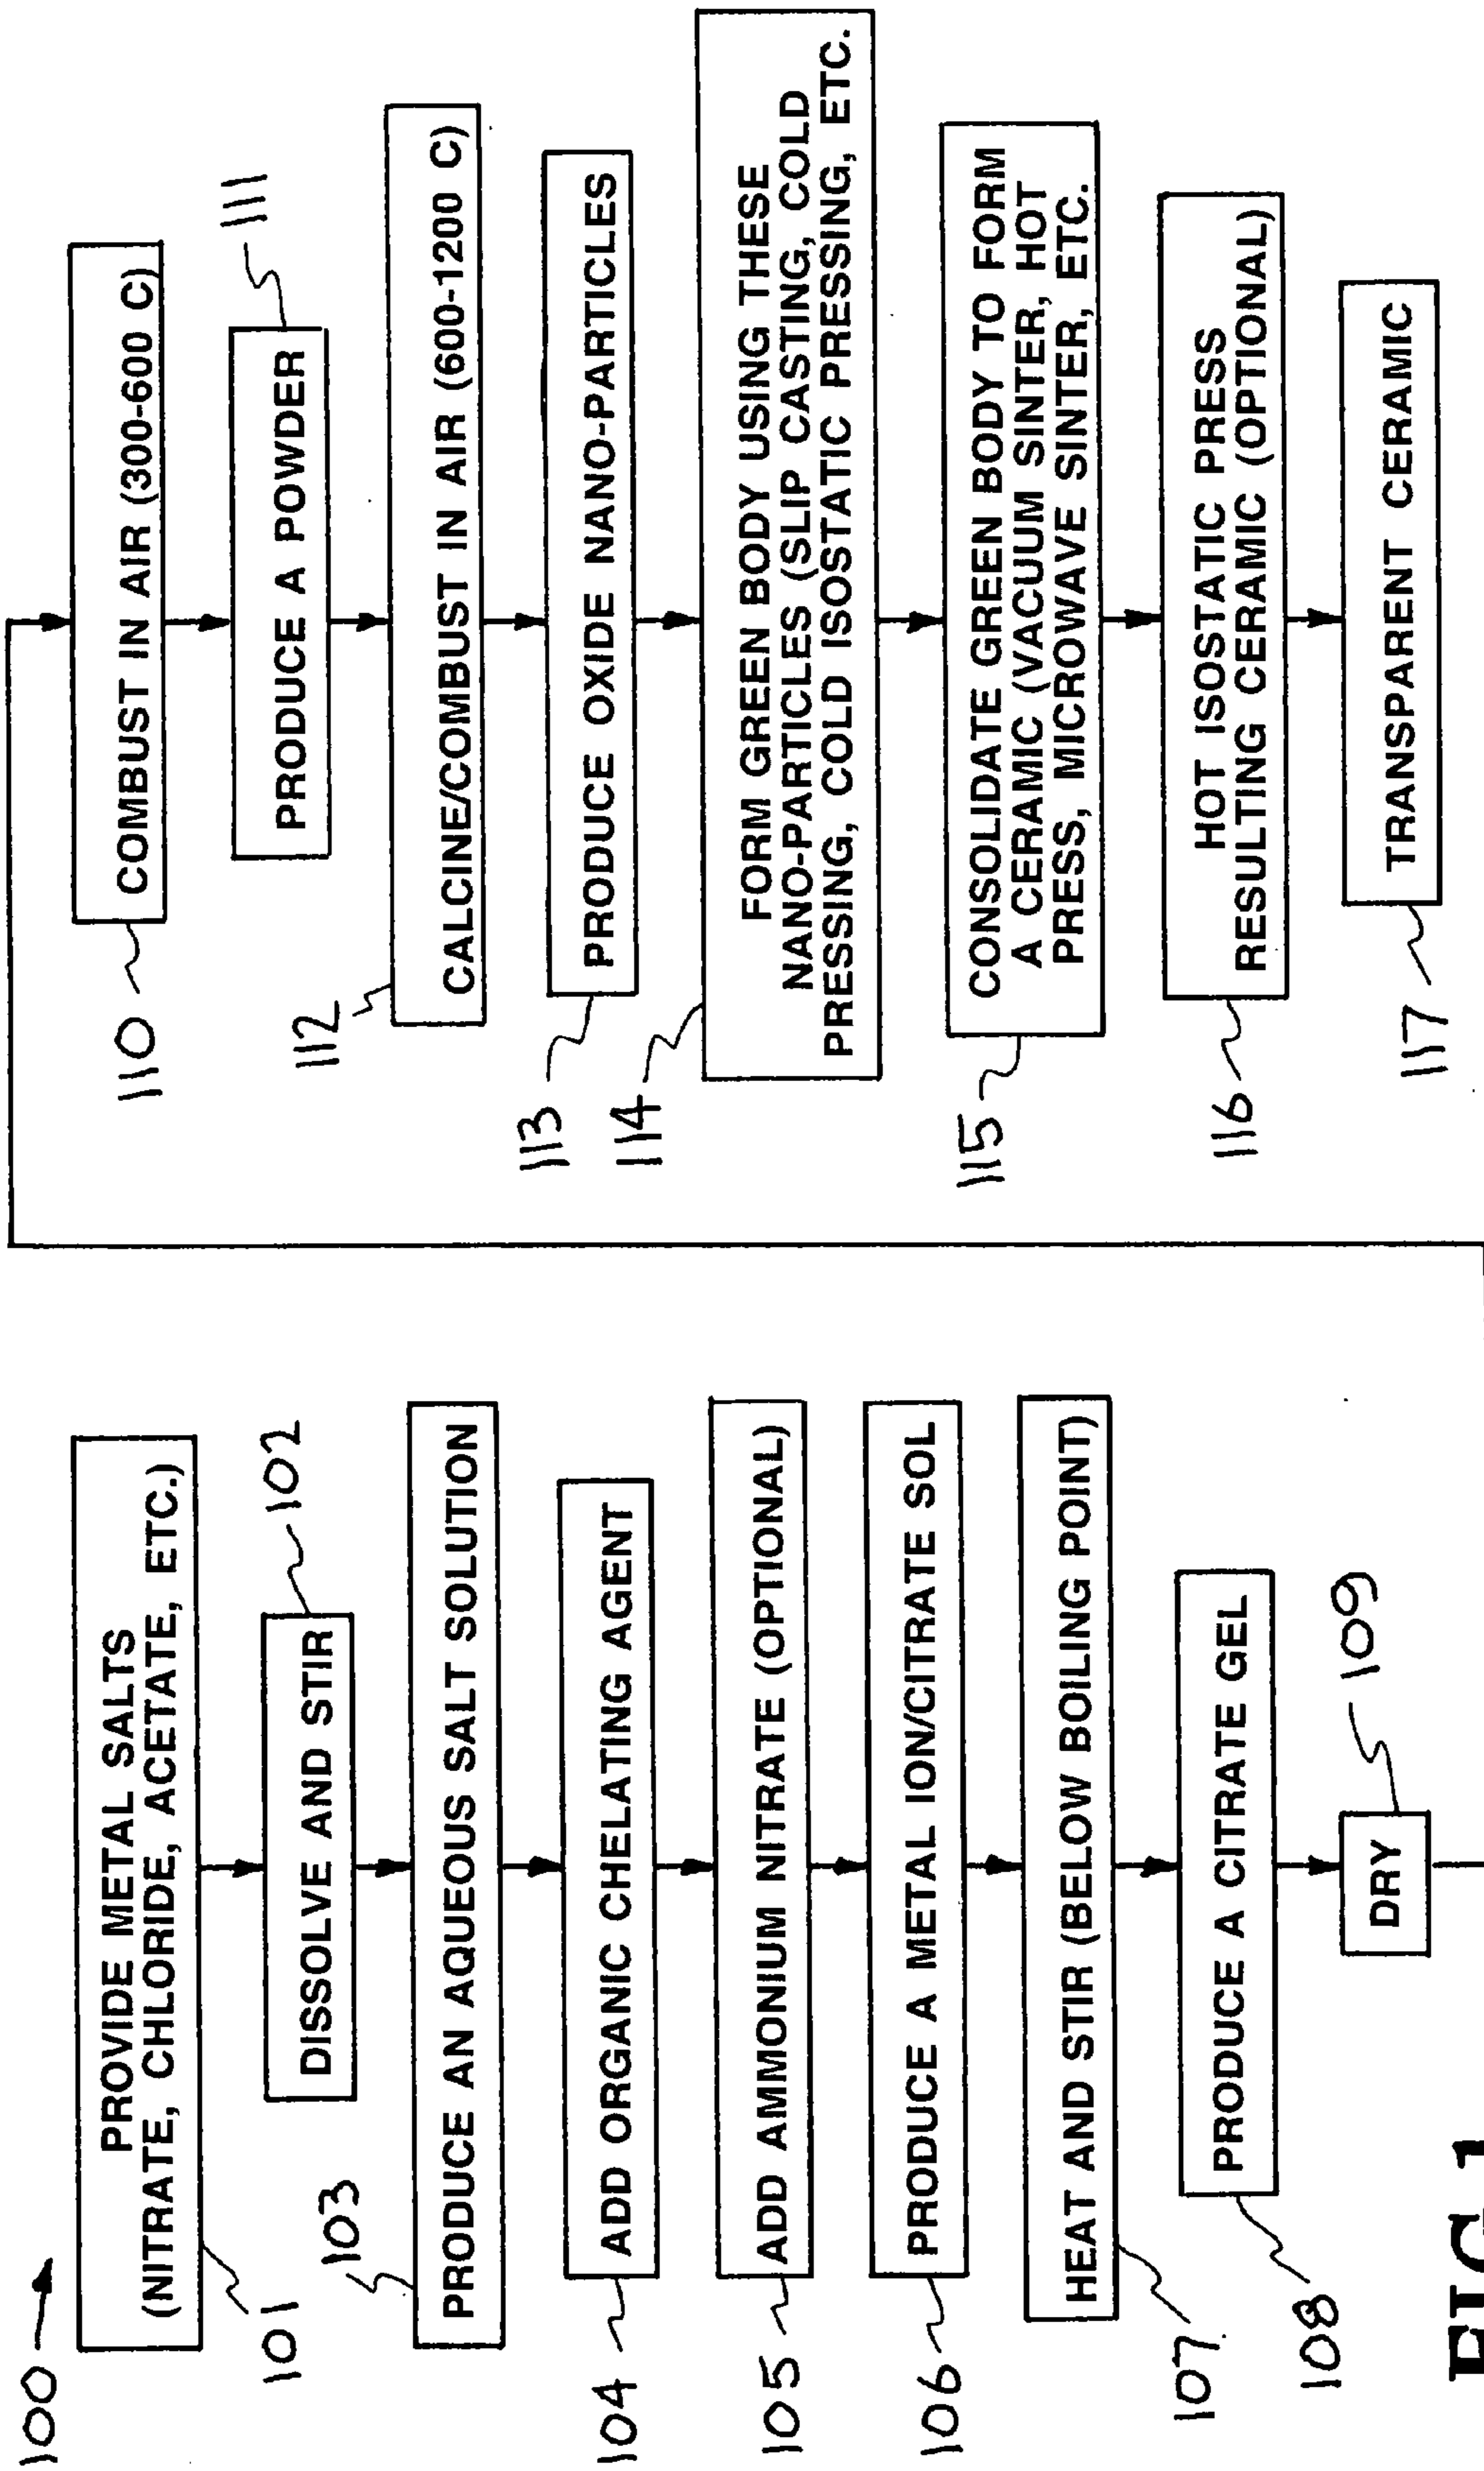 100
PROVIDE METAL SALTS
(NITRATE, CHLORIDE, ACETATE, ETC.)
101
DISSOLVE AND STIR
102
103
PRODUCE AN AQUEOUS SALT SOLUTION
104
ADD ORGANIC CHELATING AGENT
105
ADD AMMONIUM NITRATE (OPTIONAL)
106
PRODUCE A METAL ION/CITRATE SOL
HEAT AND STIR (BELOW BOILING POINT)
107
PRODUCE A CITRATE GEL
108
DRY
109
110
COMBUST IN AIR (300-600 C)
PRODUCE A POWDER
111
112
CALCINE/COMBUST IN AIR (600-1200 C)
113
PRODUCE OXIDE NANO-PARTICLES
114
FORM GREEN BODY USING THESE
NANO-PARTICLES (SLIP CASTING, COLD
PRESSING, COLD ISOSTATIC PRESSING, ETC.
115
CONSOLIDATE GREEN BODY TO FORM
A CERAMIC (VACUUM SINTER, HOT
PRESS, MICROWAVE SINTER, ETC.
116
HOT ISOSTATIC PRESS
RESULTING CERAMIC (OPTIONAL)
117
TRANSPARENT CERAMIC
FIG. 1